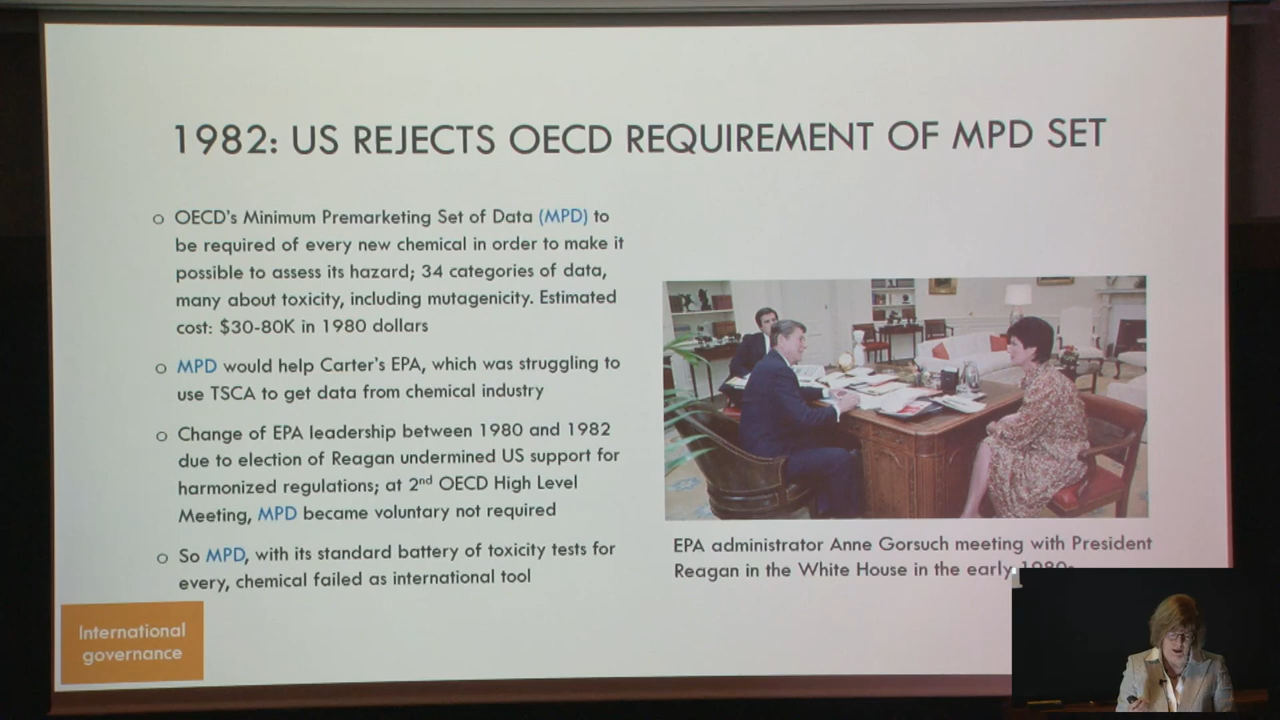 1982: US REJECTS OECD REQUIREMENT OF MPD SET
o OECD's Minimum Premarketing Set of Data (MPD) to
be required of every new chemical in order to make it
possible to assess its hazard; 34 categories of data,
many about toxicity, including mutagenicity. Estimated
cost: $30-80K in 1980 dollars
o MPD would help Carter's EPA, which was struggling to
use TSCA to get data from chemical industry
o Change of EPA leadership between 1980 and 1982
due to election of Reagan undermined US support for
harmonized regulations; at 2nd OECD High Level
Meeting, MPD became voluntary not required
o So MPD, with its standard battery of toxicity tests for
every, chemical failed as international tool
EPA administrator Anne Gorsuch meeting with President
Reagan in the White House in the early 1980s
International
governance